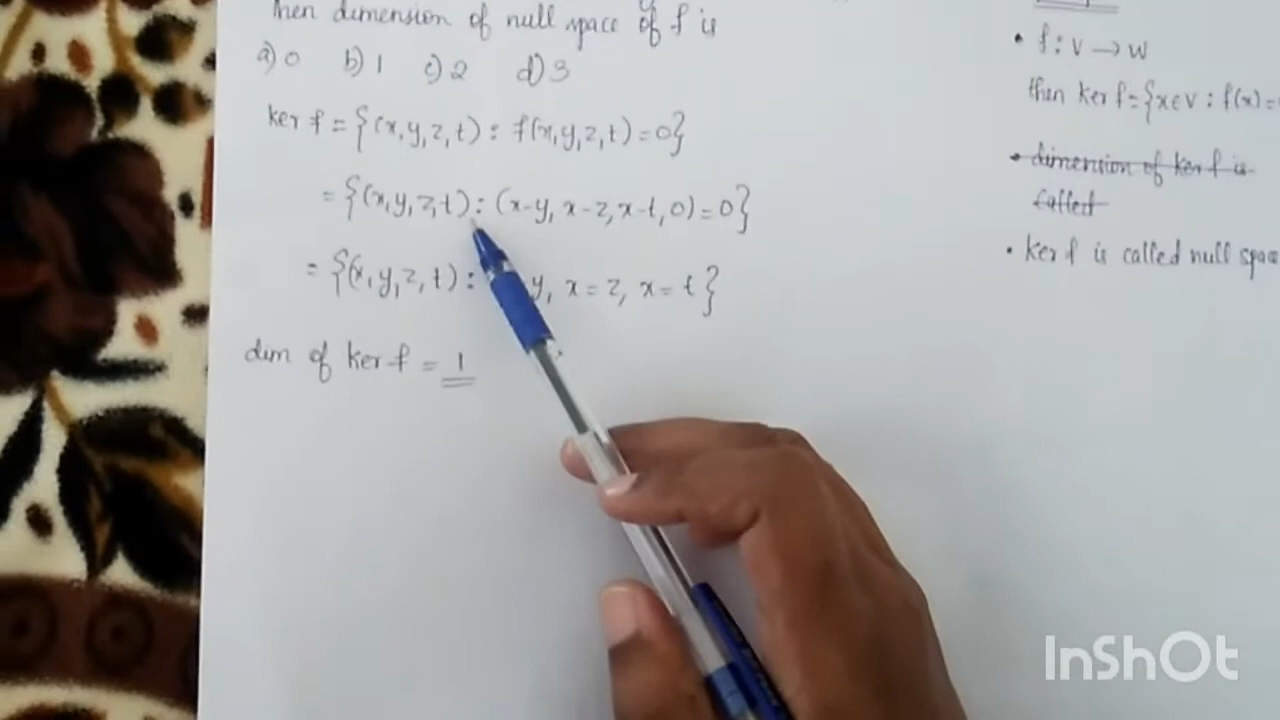 then dimension of null space of f is
a) 0 b) 1 c) 2 d) 3
ker f = {(x,y,z,t) : f(x,y,z,t) = 0}
= {(x,y,z,t) : (x-y, x-z, x-t, 0) = 0}
= {(x,y,z,t) : y, x = z, x = t}
dim of ker f = 1
• f : V → W
then ker f = {x∈V : f(x) =
• dimension of ker f is
called
• ker f is called null spac
InShOt